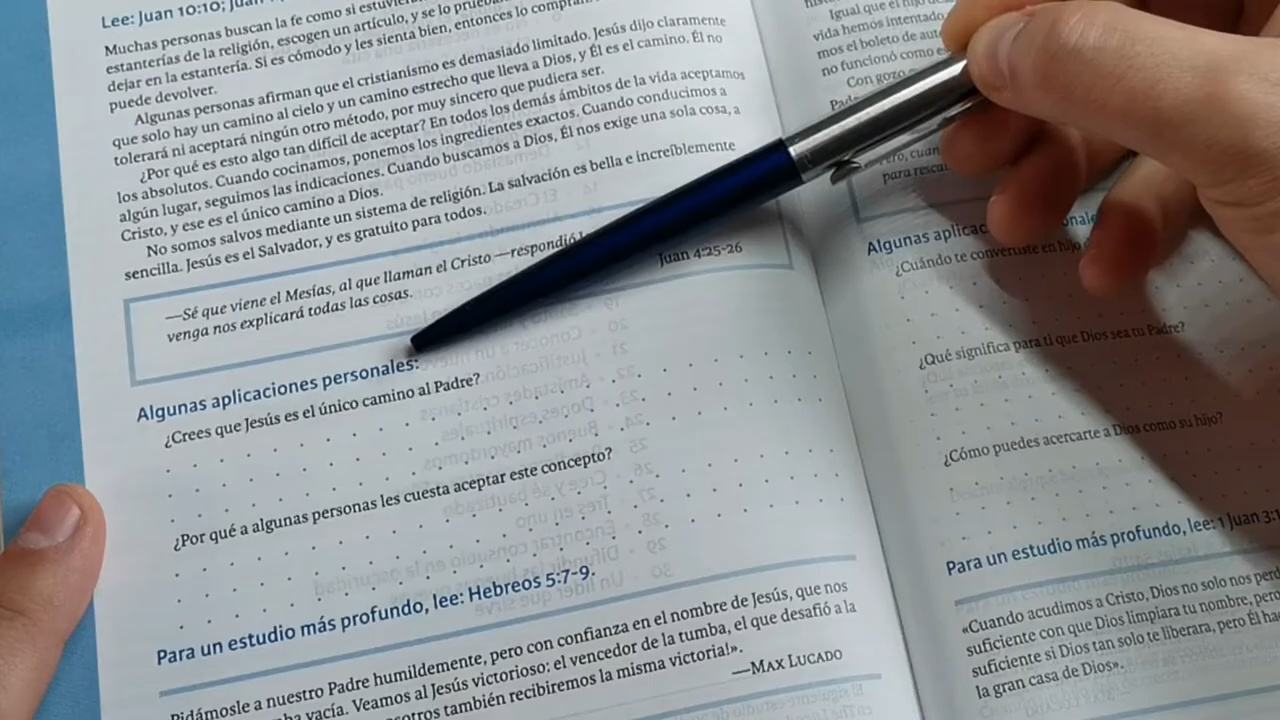 Lee: Juan 10:10;
Muchas personas buscan la fe como si
estanterías de la religión, escogen un artículo, y se lo
dejar en la estantería. Si es cómodo y les sienta bien, entonces lo
puede devolver.
Algunas personas afirman que el cristianismo es demasiado limitado. Jesús dijo claramente
que solo hay un camino al cielo y un camino estrecho que lleva a Dios, y Él es el camino. Él no
tolerará ni aceptará ningún otro método, por muy sincero que pudiera ser.
¿Por qué es esto algo tan difícil de aceptar? En todos los demás ámbitos de la vida aceptamos
los absolutos. Cuando cocinamos, ponemos los ingredientes exactos. Cuando conducimos a
algún lugar, seguimos las indicaciones. Cuando buscamos a Dios, Él nos exige una sola cosa, a
Cristo, y ese es el único camino a Dios.
No somos salvos mediante un sistema de religión. La salvación es bella e increíblemente
sencilla. Jesús es el Salvador, y es gratuito para todos.
—Sé que viene el Mesías, al que llaman el Cristo —respondió
venga nos explicará todas las cosas.
Juan 4:25-26
Algunas aplicaciones personales:
¿Crees que Jesús es el único camino al Padre?
¿Por qué a algunas personas les cuesta aceptar este concepto?
Para un estudio más profundo, lee: Hebreos 5:7-9.
Pidámosle a nuestro Padre humildemente, pero con confianza en el nombre de Jesús, que nos
vacía. Veamos al Jesús victorioso: el vencedor de la tumba, el que desafió a la
también recibiremos la misma victoria!».
—MAX LUCADO
Igual que el hijo
vida hemos intentado
mos el boleto de
no funcionó como
Con gozo
para
Algunas
¿Cuándo te convertiste en hijo
¿Qué significa para ti que Dios sea tu Padre?
¿Cómo puedes acercarte a Dios como su hijo?
Para un estudio más profundo, lee: 1 Juan
«Cuando acudimos a Cristo, Dios no solo nos
suficiente con que Dios limpiara tu nombre,
suficiente si Dios tan solo te liberara, pero Él
la gran casa de Dios».